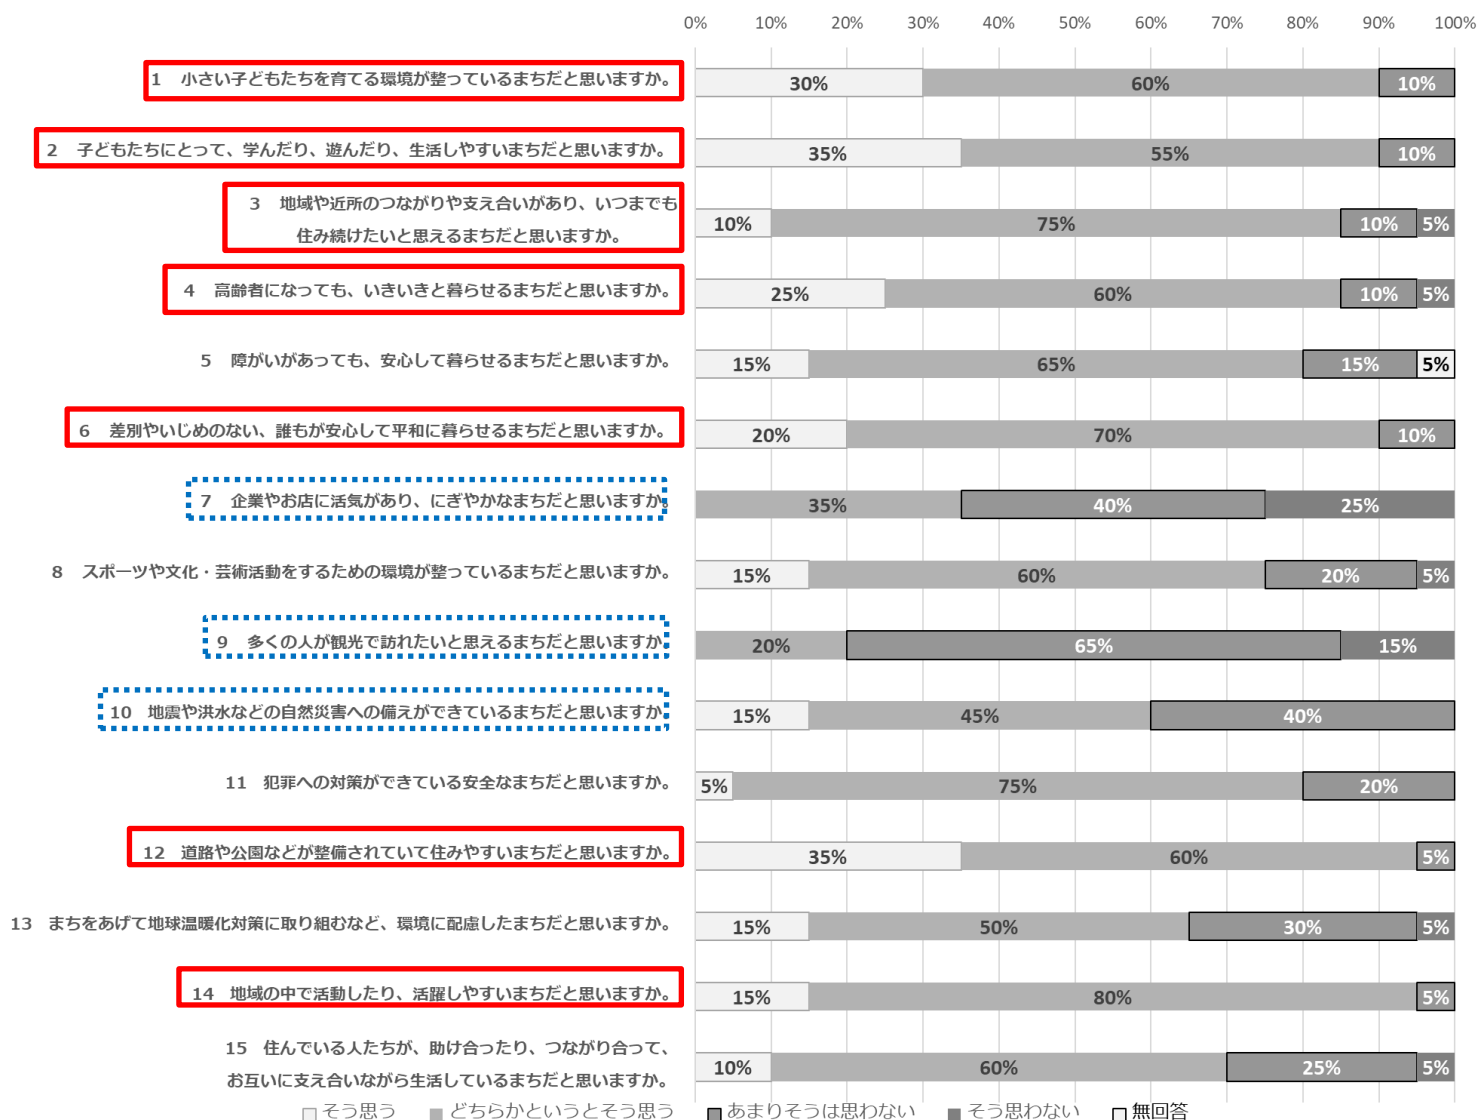 0% 10% 20% 30% 40% 50% 60% 70% 80% 90% 100%
1 小さい子どもたちを育てる環境が整っているまちだと思いますか。 30% 60% 10%
2 子どもたちにとって、学んだり、遊んだり、生活しやすいまちだと思いますか。 35% 55% 10%
3 地域や近所のつながりや支え合いがあり、いつまでも
住み続けたいと思えるまちだと思いますか。 10% 75% 10% 5%
4 高齢者になっても、いきいきと暮らせるまちだと思いますか。 25% 60% 10% 5%
5 障がいがあっても、安心して暮らせるまちだと思いますか。 15% 65% 15% 5%
6 差別やいじめのない、誰もが安心して平和に暮らせるまちだと思いますか。 20% 70% 10%
7 企業やお店に活気があり、にぎやかなまちだと思いますか。 35% 40% 25%
8 スポーツや文化・芸術活動をするための環境が整っているまちだと思いますか。 15% 60% 20% 5%
9 多くの人が観光で訪れたいと思えるまちだと思いますか 20% 65% 15%
10 地震や洪水などの自然災害への備えができているまちだと思いますか 15% 45% 40%
11 犯罪への対策ができている安全なまちだと思いますか。 5% 75% 20%
12 道路や公園などが整備されていて住みやすいまちだと思いますか。 35% 60% 5%
13 まちをあげて地球温暖化対策に取り組むなど、環境に配慮したまちだと思いますか。 15% 50% 30% 5%
14 地域の中で活動したり、活躍しやすいまちだと思いますか。 15% 80% 5%
15 住んでいる人たちが、助け合ったり、つながり合って、
お互いに支え合いながら生活しているまちだと思いますか。 10% 60% 25% 5%
そう思う どちらかというとそう思う あまりそうは思わない そう思わない 無回答